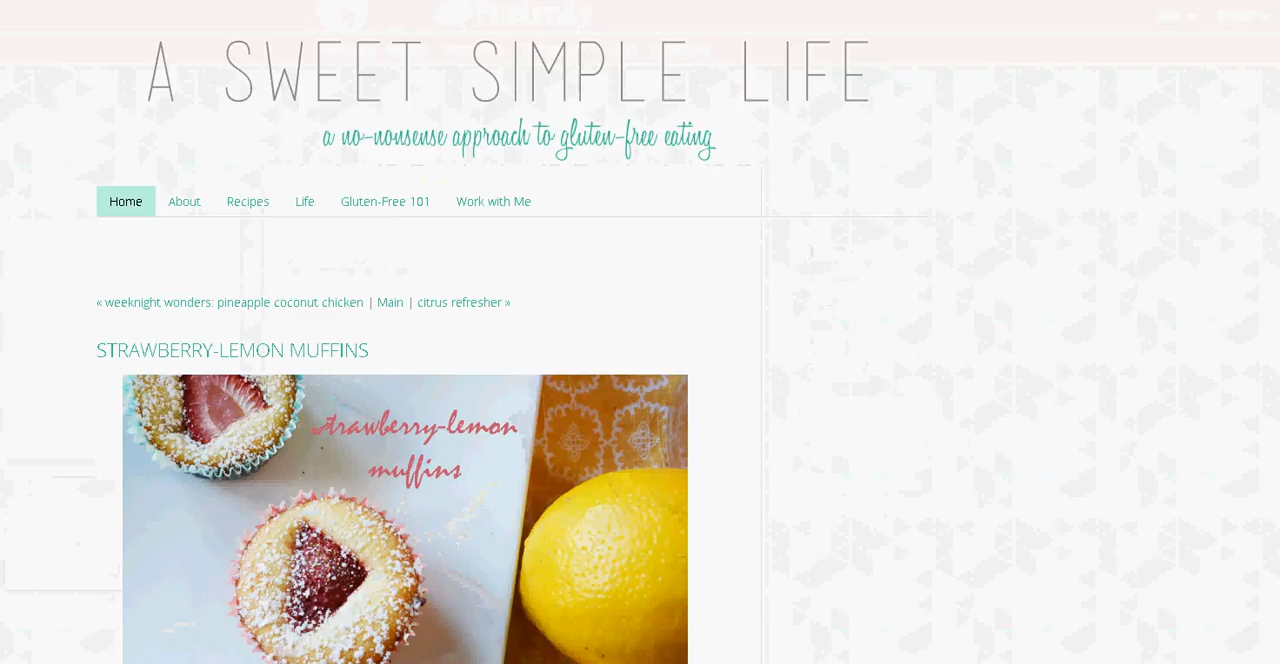 A SWEET SIMPLE LIFE
a no-nonsense approach to gluten-free eating
Home About Recipes Life Gluten-Free 101 Work with Me
« weeknight wonders: pineapple coconut chicken | Main | citrus refresher »
STRAWBERRY-LEMON MUFFINS
strawberry-lemon
muffins